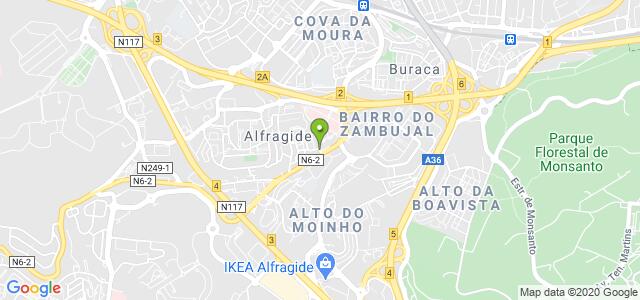 COVA DA
MOURA
N117
3
1
2A
Buraca
6
2
1
BAIRRO DO
ZAMBUJAL
Alfragide
Parque
Florestal de
Monsanto
N6-2
A36
N249-1
N6-2
4
ALTO DA
BOAVISTA
Estr. de Monsanto
N117
ALTO DO
MOINHO
3
5
N6-2
IKEA Alfragide
4
Av. Ten. Martins
Google
Map data ©2020 Google